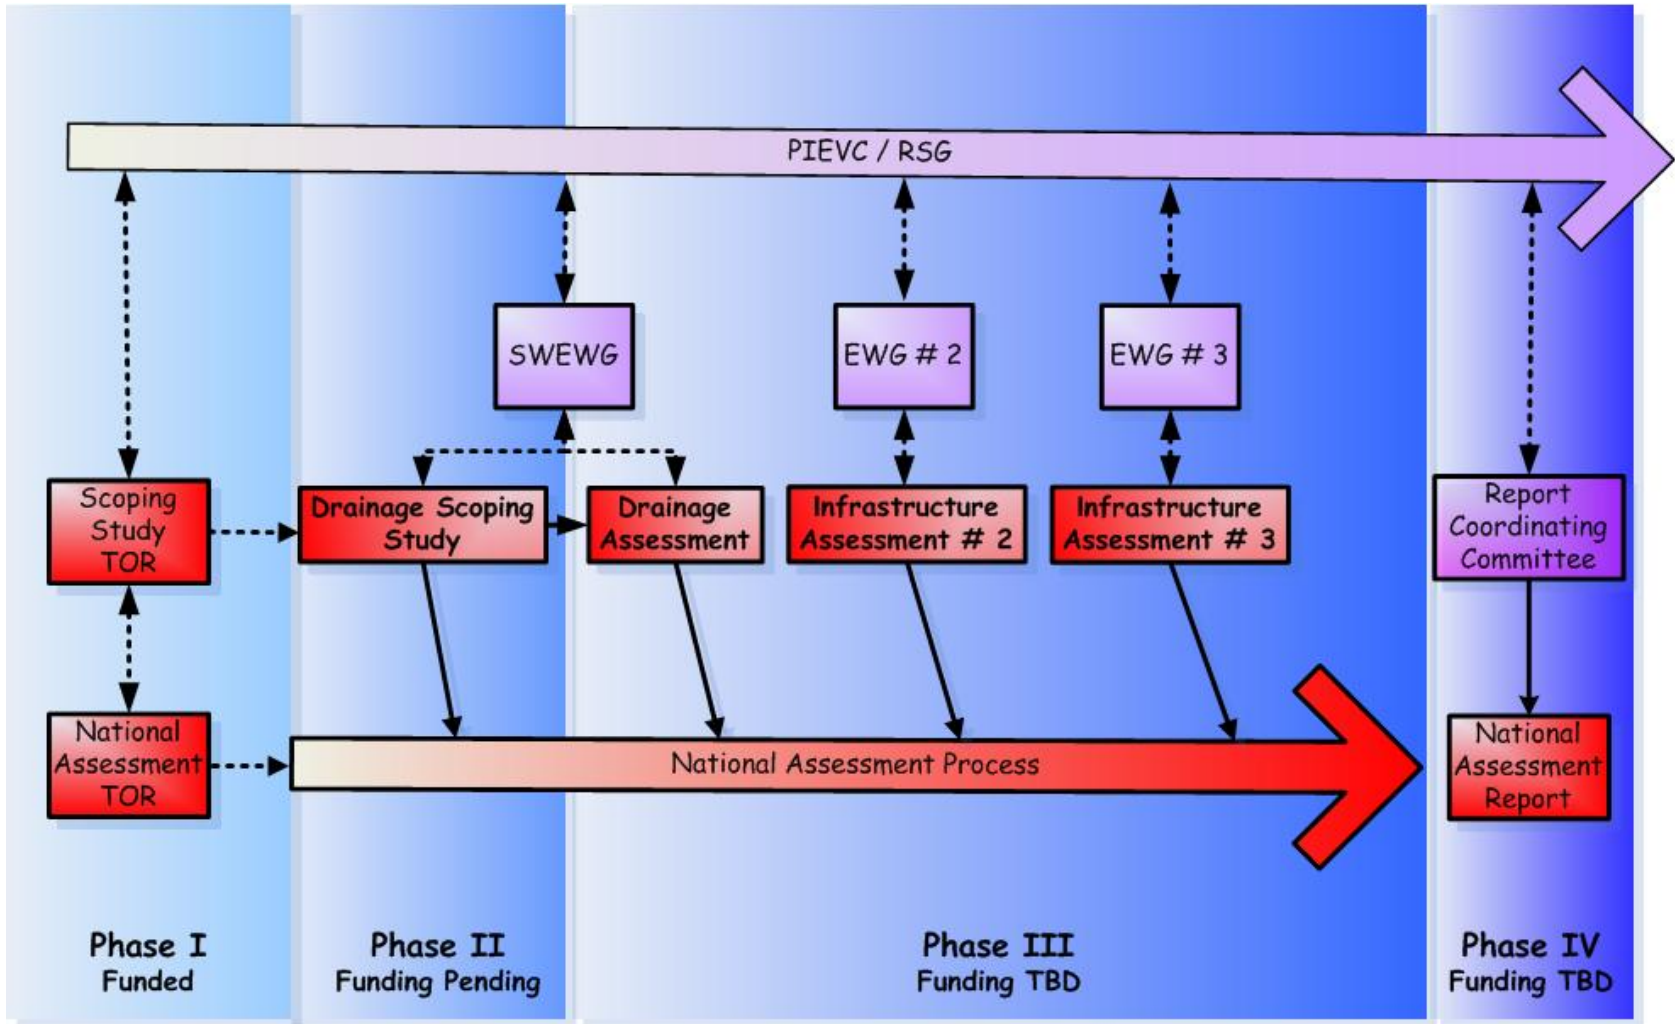 PIEVC / RSG
SWEWG
EWG # 2
EWG # 3
Scoping
Study
TOR
Drainage Scoping
Study
Drainage
Assessment
Infrastructure
Assessment # 2
Infrastructure
Assessment # 3
Report
Coordinating
Committee
National
Assessment
TOR
National Assessment Process
National
Assessment
Report
Phase I
Funded
Phase II
Funding Pending
Phase III
Funding TBD
Phase IV
Funding TBD